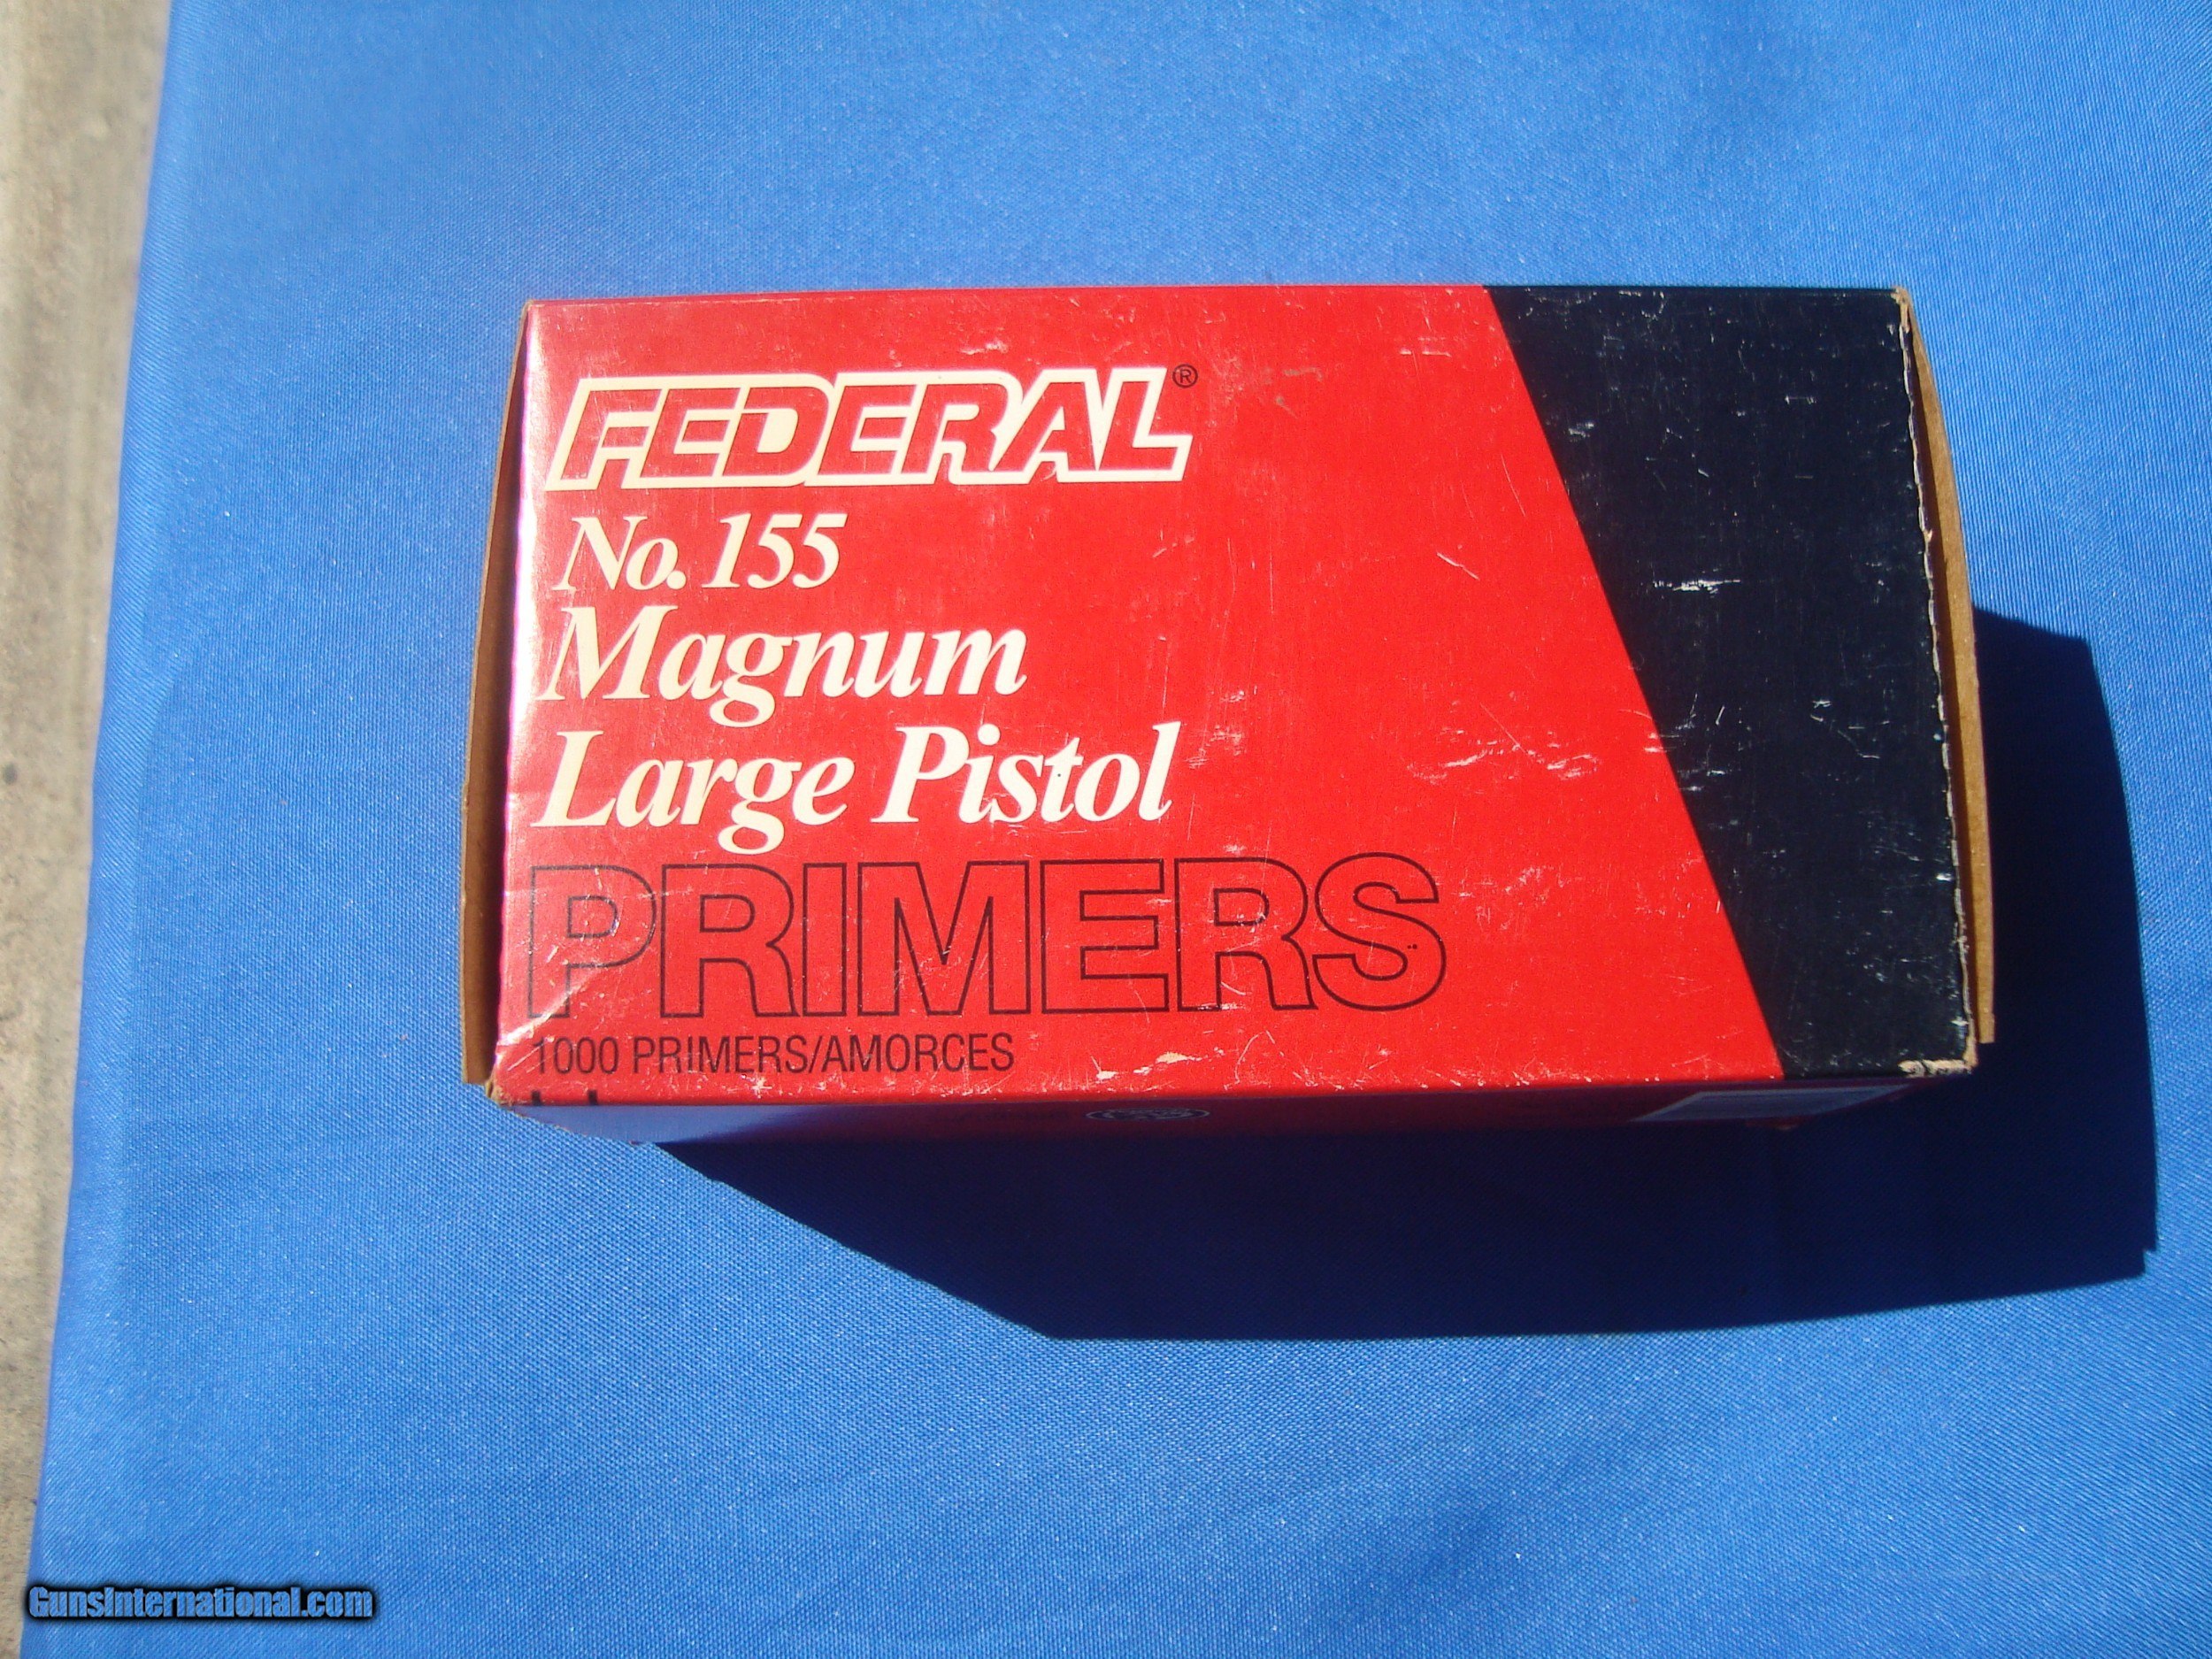 FEDERAL®
No. 155
Magnum
Large Pistol
PRIMERS
1000 PRIMERS/AMORCES
GunsInternational.com